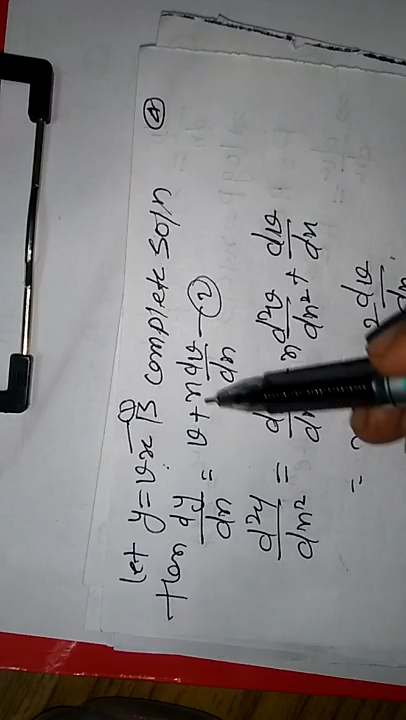 let y = vx ① is complete soln ④
then dy/dx = v + x dv/dx — ②
d²y/dx² = x d²v/dx² + dv/dx
= 2 dv/dx